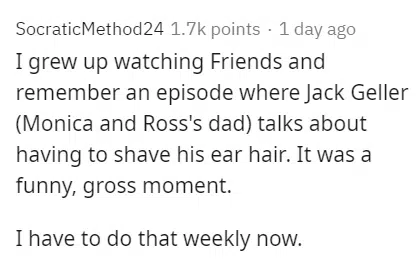 SocraticMethod24 1.7k points · 1 day ago
I grew up watching Friends and
remember an episode where Jack Geller
(Monica and Ross's dad) talks about
having to shave his ear hair. It was a
funny, gross moment.
I have to do that weekly now.